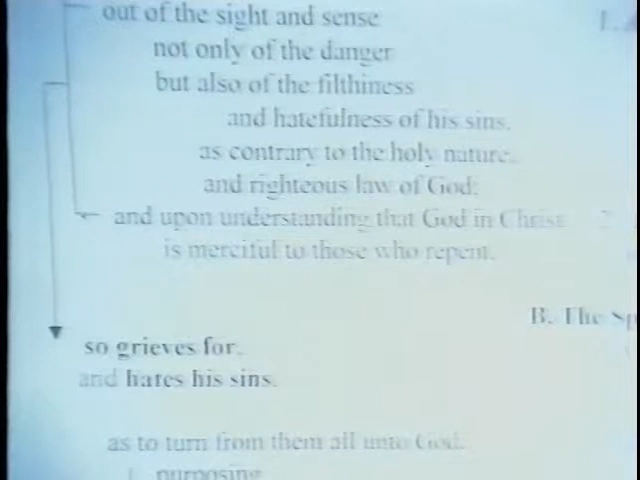 out of the sight and sense
not only of the danger
but also of the filthiness
and hatefulness of his sins,
as contrary to the holy nature,
and righteous law of God;
and upon understanding that God in Christ
is merciful to those who repent,
B. The Sp
so grieves for,
and hates his sins,
as to turn from them all unto God,
purposing